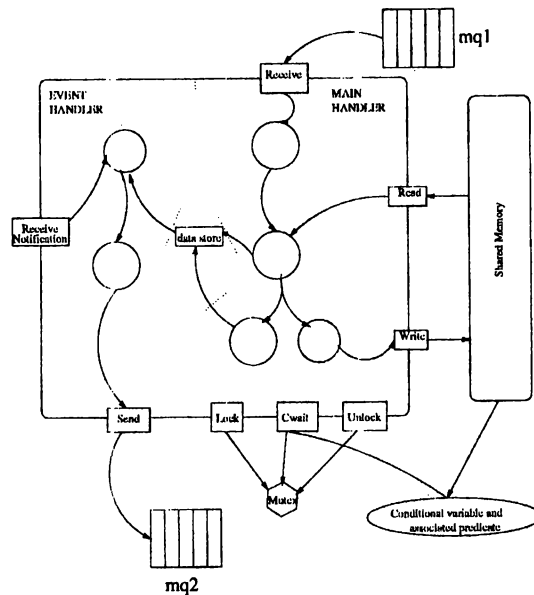 mq1
Receive
EVENT
HANDLER
MAIN
HANDLER
Read
Receive
Notification
data store
Shared Memory
Write
Send
Lock
Cwait
Unlock
Mutex
Conditional variable and
associated predicate
mq2